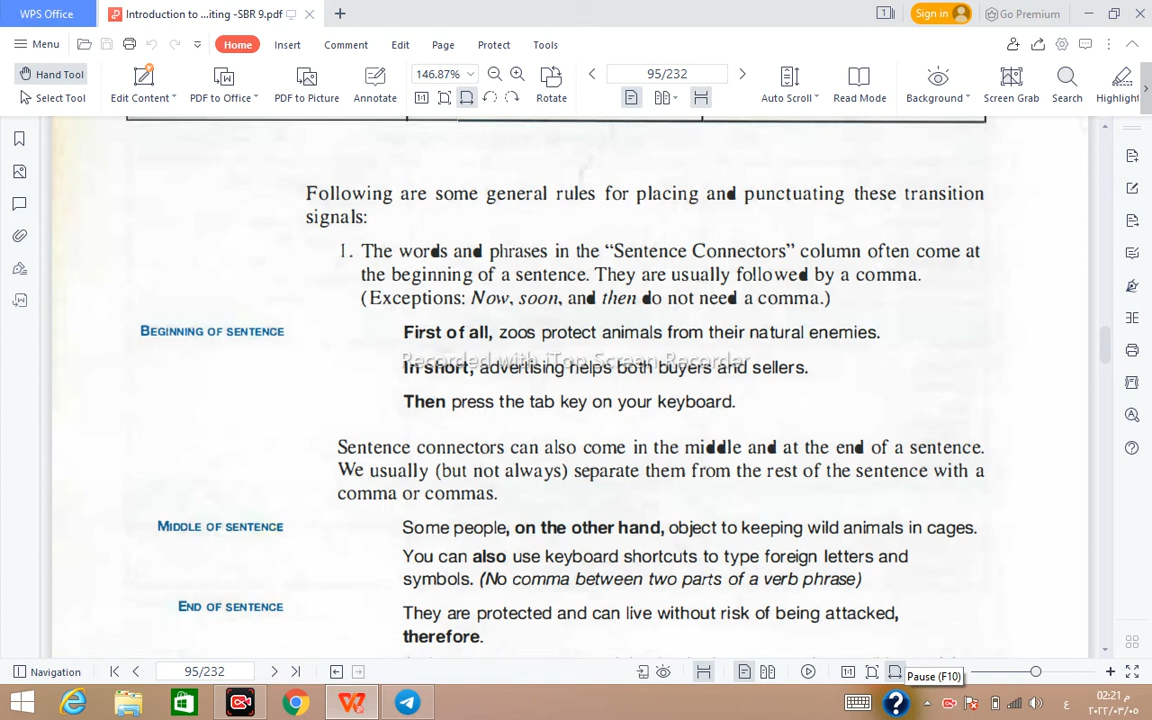 WPS Office
Introduction to ...iting -SBR 9.pdf
1
Sign in
Go Premium
Menu
Home
Insert
Comment
Edit
Page
Protect
Tools
Hand Tool
Select Tool
Edit Content
PDF to Office
PDF to Picture
Annotate
146.87%
Rotate
95/232
Auto Scroll
Read Mode
Background
Screen Grab
Search
Highlight
Following are some general rules for placing and punctuating these transition
signals:
1. The words and phrases in the “Sentence Connectors” column often come at
the beginning of a sentence. They are usually followed by a comma.
(Exceptions: Now, soon, and then do not need a comma.)
BEGINNING OF SENTENCE
First of all, zoos protect animals from their natural enemies.
Recorded with iTop Screen Recorder
In short, advertising helps both buyers and sellers.
Then press the tab key on your keyboard.
Sentence connectors can also come in the middle and at the end of a sentence.
We usually (but not always) separate them from the rest of the sentence with a
comma or commas.
MIDDLE OF SENTENCE
Some people, on the other hand, object to keeping wild animals in cages.
You can also use keyboard shortcuts to type foreign letters and
symbols. (No comma between two parts of a verb phrase)
END OF SENTENCE
They are protected and can live without risk of being attacked,
therefore.
Navigation
95/232
Pause (F10)
ع
02:21 م
٢٠٢٢/٠٣/٠٥